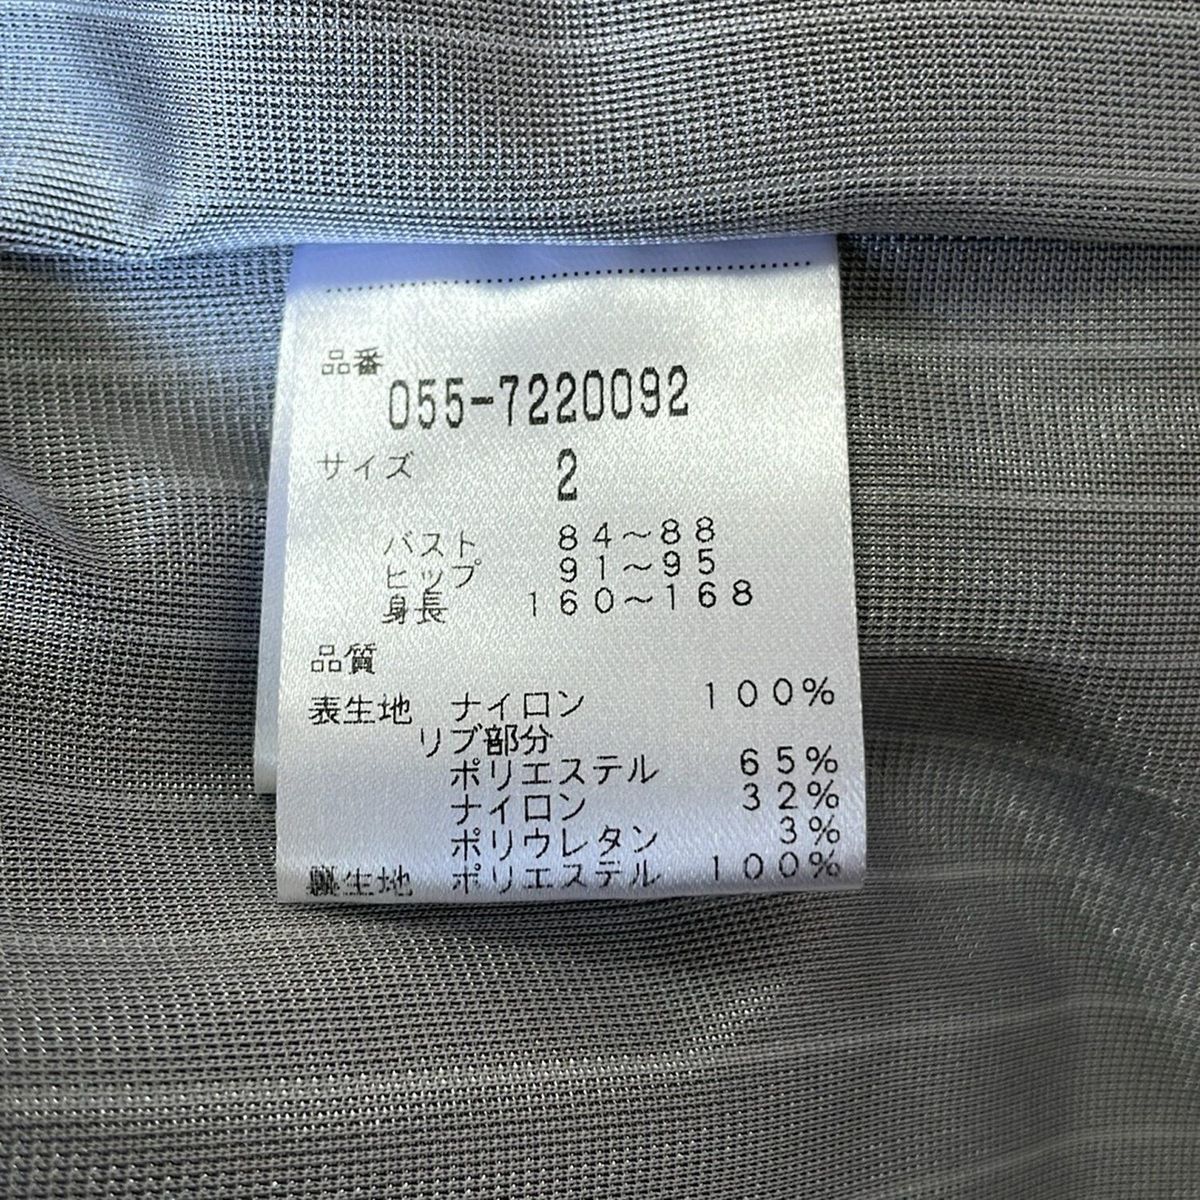 品番
055-7220092
サイズ 2
バスト 84～88
ヒップ 91～95
身長 160～168
品質
表生地 ナイロン 100%
リブ部分
ポリエステル 65%
ナイロン 32%
ポリウレタン 3%
裏生地 ポリエステル 100%